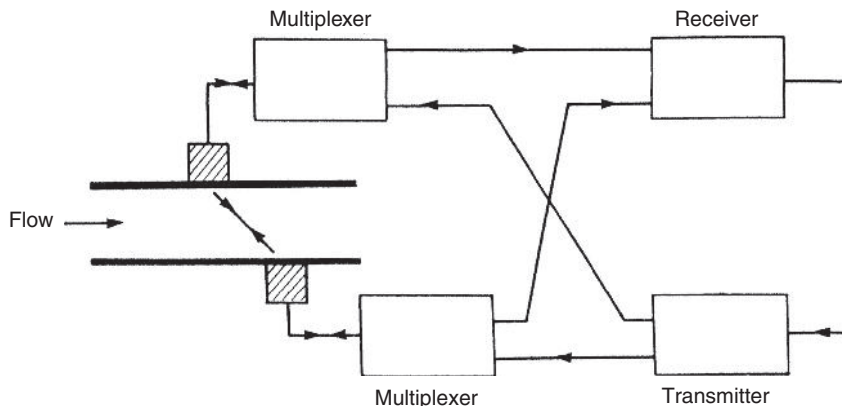 Multiplexer
Receiver
Flow
Multiplexer
Transmitter